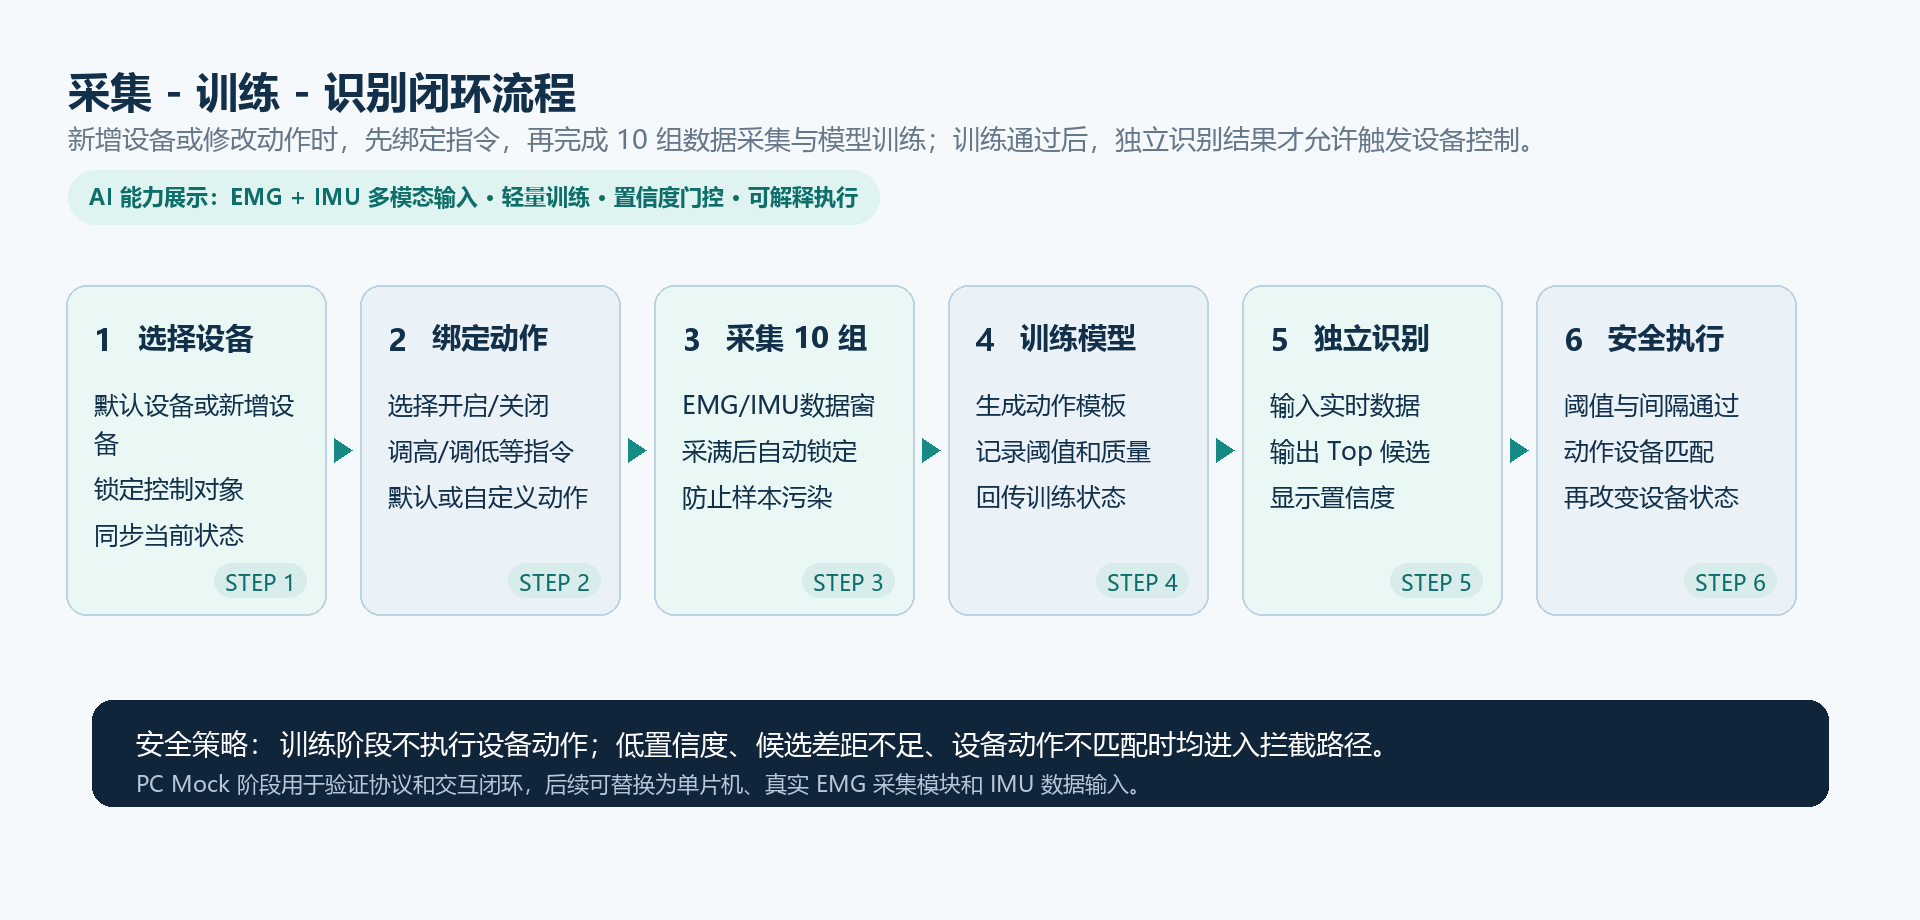 采集 - 训练 - 识别闭环流程
新增设备或修改动作时，先绑定指令，再完成 10 组数据采集与模型训练；训练通过后，独立识别结果才允许触发设备控制。
AI 能力展示：EMG + IMU 多模态输入 • 轻量训练 • 置信度门控 • 可解释执行
1 选择设备
默认设备或新增设
备
锁定控制对象
同步当前状态
STEP 1
2 绑定动作
选择开启/关闭
调高/调低等指令
默认或自定义动作
STEP 2
3 采集 10 组
EMG/IMU数据窗
采满后自动锁定
防止样本污染
STEP 3
4 训练模型
生成动作模板
记录阈值和质量
回传训练状态
STEP 4
5 独立识别
输入实时数据
输出 Top 候选
显示置信度
STEP 5
6 安全执行
阈值与间隔通过
动作设备匹配
再改变设备状态
STEP 6
安全策略：训练阶段不执行设备动作；低置信度、候选差距不足、设备动作不匹配时均进入拦截路径。
PC Mock 阶段用于验证协议和交互闭环，后续可替换为单片机、真实 EMG 采集模块和 IMU 数据输入。